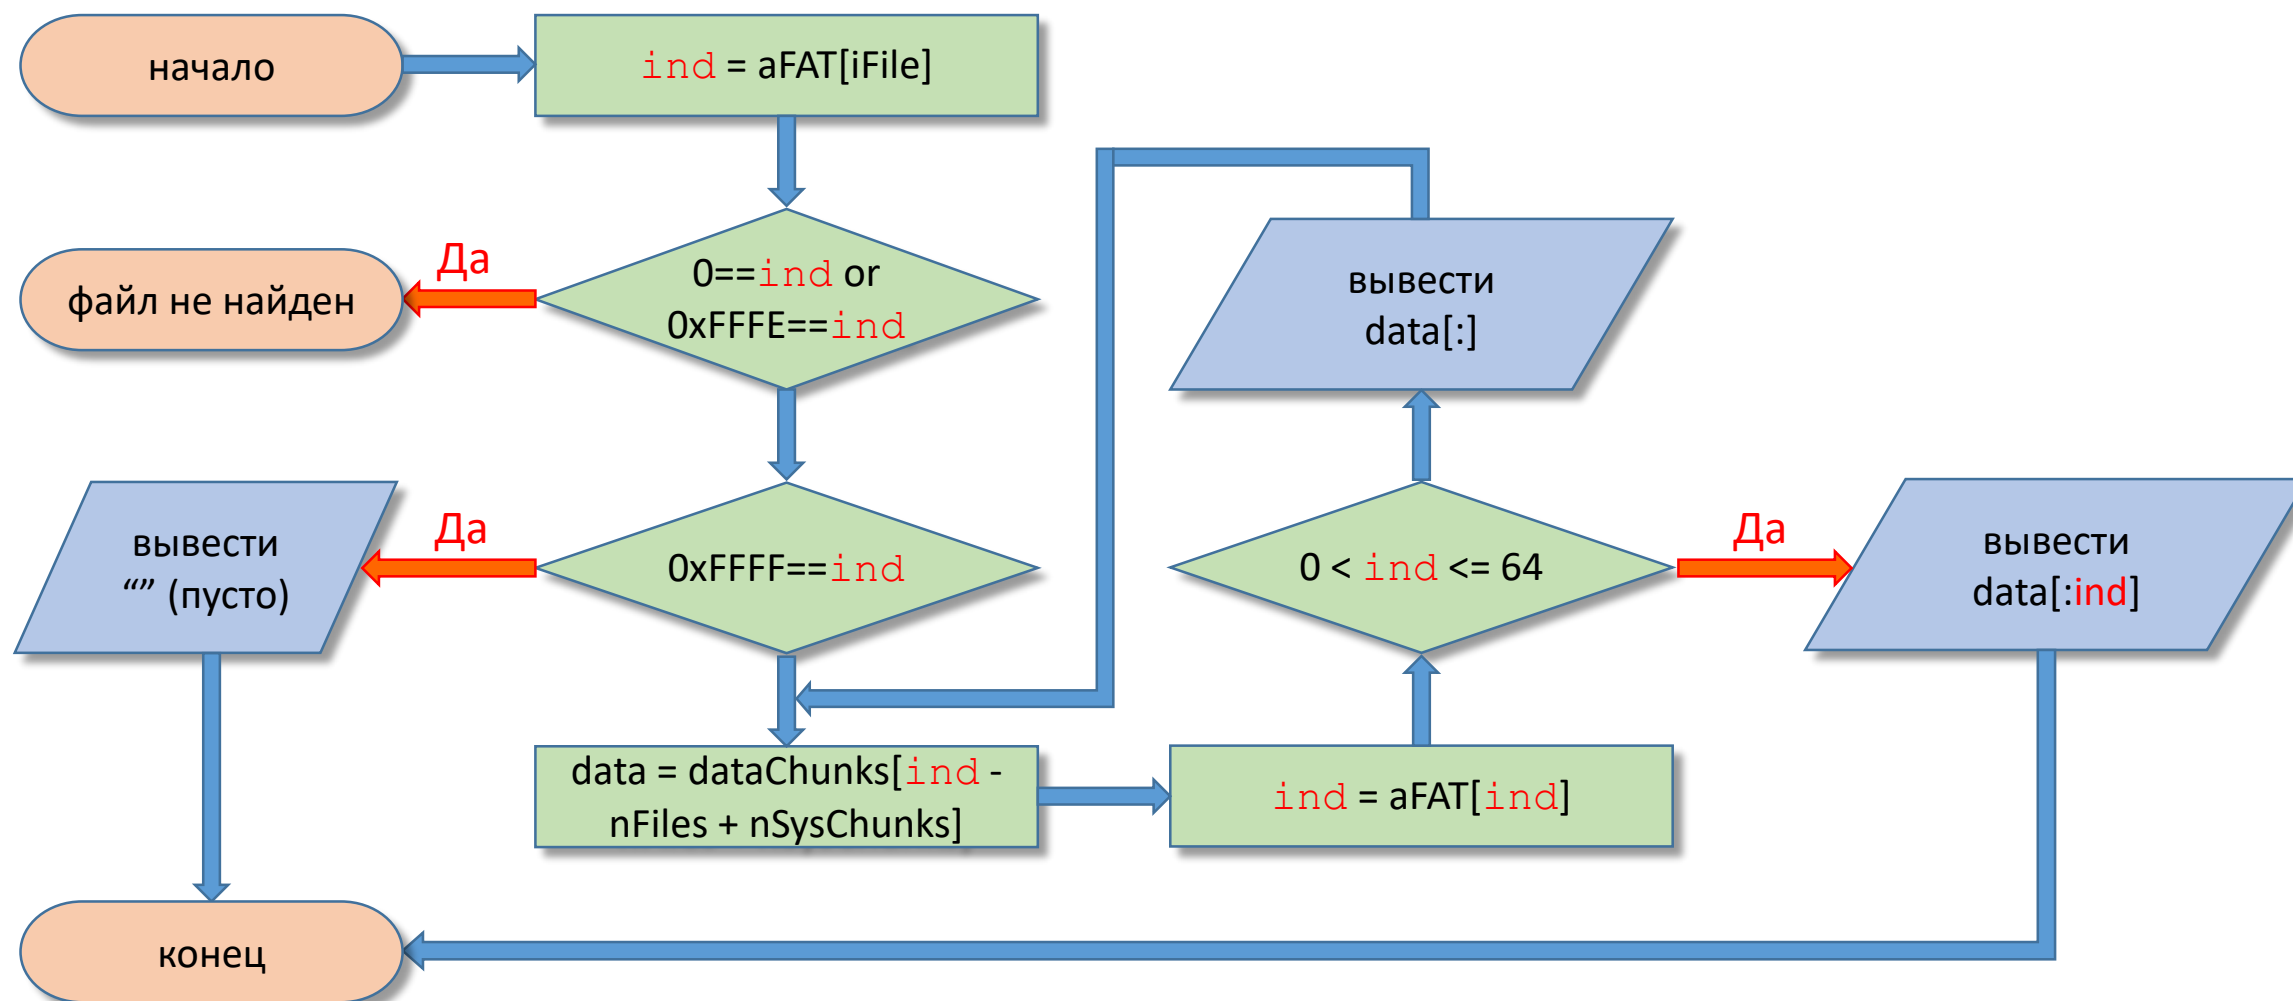 начало
ind = aFAT[iFile]
Да
0==ind or
0xFFFE==ind
файл не найден
вывести
data[:]
Да
0xFFFF==ind
вывести
“” (пусто)
0 < ind <= 64
Да
вывести
data[:ind]
data = dataChunks[ind -
nFiles + nSysChunks]
ind = aFAT[ind]
конец